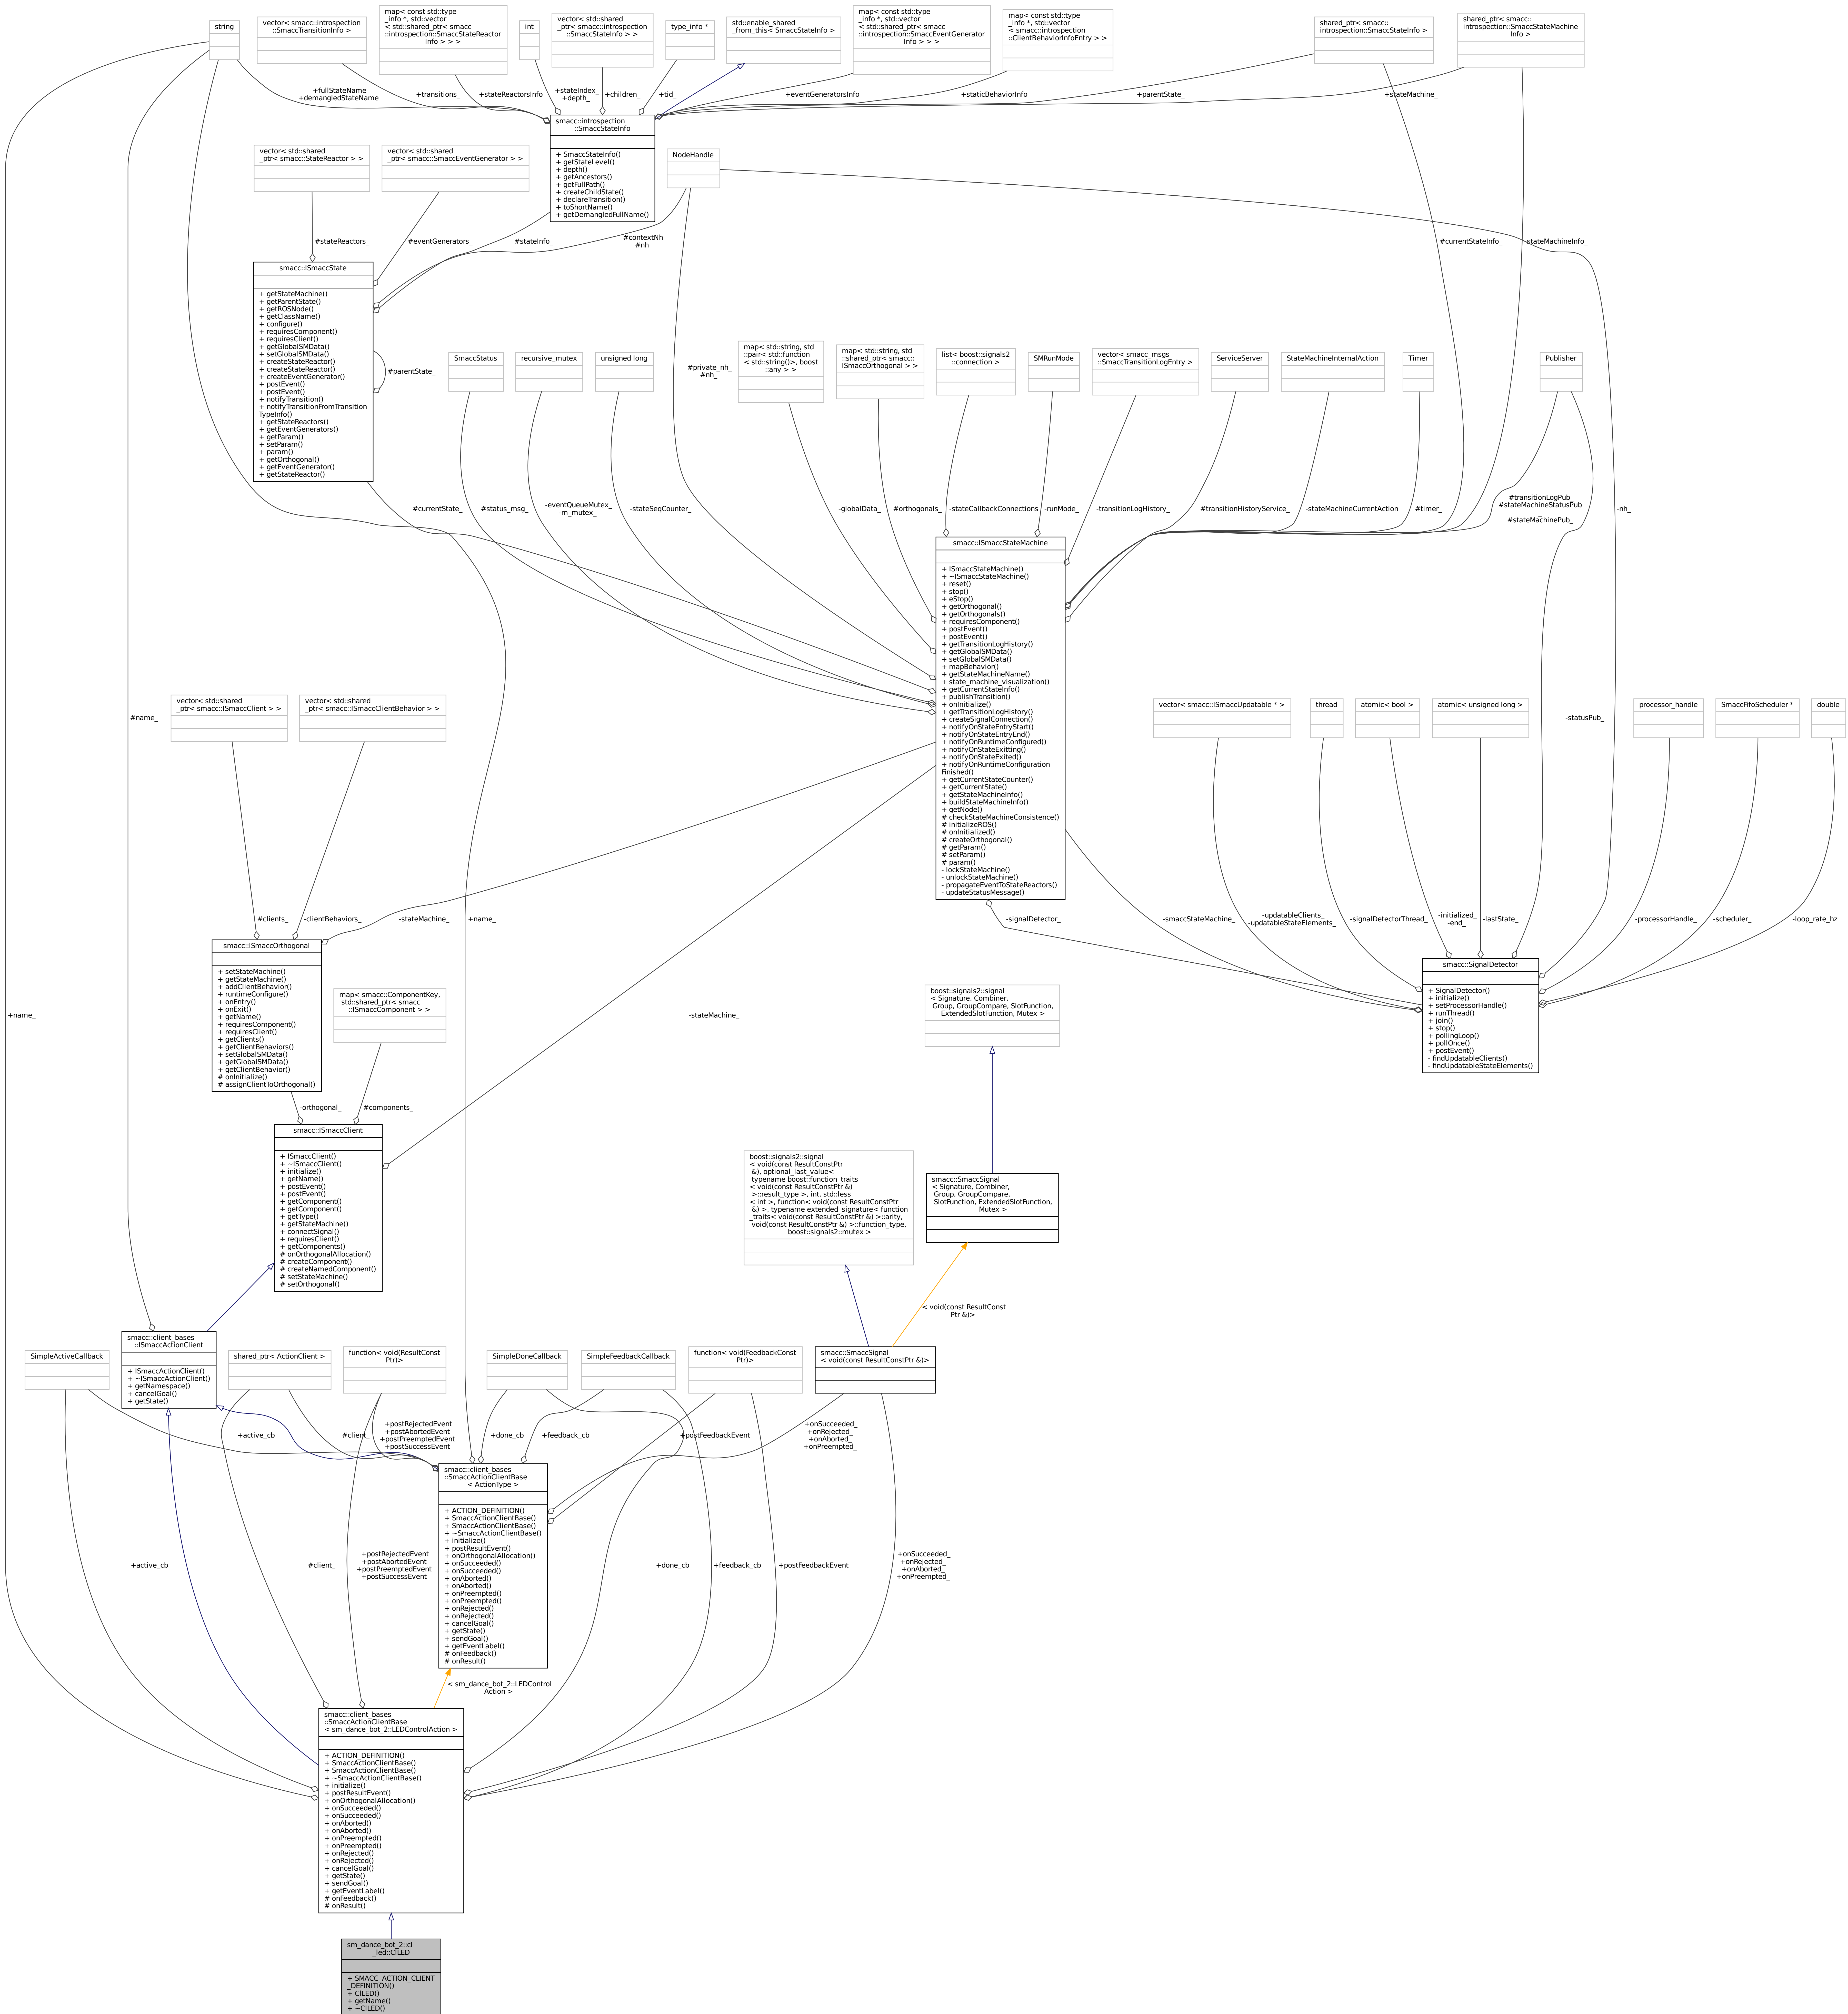 string
vector< smacc::introspection
::SmaccTransitionInfo >
map< const std::type
_info *, std::vector
< std::shared_ptr< smacc
::introspection::SmaccStateReactor
Info > > >
int
vector< std::shared
_ptr< smacc::introspection
::SmaccStateInfo > >
type_info *
std::enable_shared
_from_this< SmaccStateInfo >
map< const std::type
_info *, std::vector
< std::shared_ptr< smacc
::introspection::SmaccEventGenerator
Info > > >
map< const std::type
_info *, std::vector
< smacc::introspection
::ClientBehaviorInfoEntry > >
shared_ptr< smacc::
introspection::SmaccStateInfo >
shared_ptr< smacc::
introspection::SmaccStateMachine
Info >
+fullStateName
+demangledStateName
+transitions_
+stateReactorsInfo
+stateIndex_
+depth_
+children_
+tid_
+eventGeneratorsInfo
+staticBehaviorInfo
+parentState_
+stateMachine_
smacc::introspection
::SmaccStateInfo
+ SmaccStateInfo()
+ getStateLevel()
+ depth()
+ getAncestors()
+ getFullPath()
+ createChildState()
+ declareTransition()
+ toShortName()
+ getDemangledFullName()
vector< std::shared
_ptr< smacc::StateReactor > >
vector< std::shared
_ptr< smacc::SmaccEventGenerator > >
NodeHandle
#stateReactors_
#eventGenerators_
#stateInfo_
#contextNh
#nh
#currentStateInfo_
-stateMachineInfo_
smacc::ISmaccState
+ getStateMachine()
+ getParentState()
+ getROSNode()
+ getClassName()
+ configure()
+ requiresComponent()
+ requiresClient()
+ getGlobalSMData()
+ setGlobalSMData()
+ createStateReactor()
+ createStateReactor()
+ createEventGenerator()
+ postEvent()
+ postEvent()
+ notifyTransition()
+ notifyTransitionFromTransition
TypeInfo()
+ getStateReactors()
+ getEventGenerators()
+ getParam()
+ setParam()
+ param()
+ getOrthogonal()
+ getEventGenerator()
+ getStateReactor()
#parentState_
SmaccStatus
recursive_mutex
unsigned long
#private_nh_
#nh_
map< std::string, std
::pair< std::function
< std::string()>, boost
::any > >
map< std::string, std
::shared_ptr< smacc::
ISmaccOrthogonal > >
list< boost::signals2
::connection >
SMRunMode
vector< smacc_msgs
::SmaccTransitionLogEntry >
ServiceServer
StateMachineInternalAction
Timer
Publisher
#currentState_
#status_msg_
-eventQueueMutex_
-m_mutex_
-stateSeqCounter_
-globalData_
#orthogonals_
-stateCallbackConnections
-runMode_
-transitionLogHistory_
#transitionHistoryService_
-stateMachineCurrentAction
#timer_
#transitionLogPub_
#stateMachineStatusPub
_
#stateMachinePub_
-nh_
smacc::ISmaccStateMachine
+ ISmaccStateMachine()
+ ~ISmaccStateMachine()
+ reset()
+ stop()
+ eStop()
+ getOrthogonal()
+ getOrthogonals()
+ requiresComponent()
+ postEvent()
+ postEvent()
+ getTransitionLogHistory()
+ getGlobalSMData()
+ setGlobalSMData()
+ mapBehavior()
+ getStateMachineName()
+ state_machine_visualization()
+ getCurrentStateInfo()
+ publishTransition()
+ onInitialize()
+ getTransitionLogHistory()
+ createSignalConnection()
+ notifyOnStateEntryStart()
+ notifyOnStateEntryEnd()
+ notifyOnRuntimeConfigured()
+ notifyOnStateExitting()
+ notifyOnStateExited()
+ notifyOnRuntimeConfiguration
Finished()
+ getCurrentStateCounter()
+ getCurrentState()
+ getStateMachineInfo()
+ buildStateMachineInfo()
+ getNode()
# checkStateMachineConsistence()
# initializeROS()
# onInitialized()
# createOrthogonal()
# getParam()
# setParam()
# param()
- lockStateMachine()
- unlockStateMachine()
- propagateEventToStateReactors()
- updateStatusMessage()
#name_
vector< std::shared
_ptr< smacc::ISmaccClient > >
vector< std::shared
_ptr< smacc::ISmaccClientBehavior > >
vector< smacc::ISmaccUpdatable * >
thread
atomic< bool >
atomic< unsigned long >
-statusPub_
processor_handle
SmaccFifoScheduler *
double
#clients_
-clientBehaviors_
-stateMachine_
+name_
-signalDetector_
-smaccStateMachine_
-updatableClients_
-updatableStateElements_
-signalDetectorThread_
-initialized_
-end_
-lastState_
-processorHandle_
-scheduler_
-loop_rate_hz
smacc::ISmaccOrthogonal
+ setStateMachine()
+ getStateMachine()
+ addClientBehavior()
+ runtimeConfigure()
+ onEntry()
+ onExit()
+ getName()
+ requiresComponent()
+ requiresClient()
+ getClients()
+ getClientBehaviors()
+ setGlobalSMData()
+ getGlobalSMData()
+ getClientBehavior()
# onInitialize()
# assignClientToOrthogonal()
smacc::SignalDetector
+ SignalDetector()
+ initialize()
+ setProcessorHandle()
+ runThread()
+ join()
+ stop()
+ pollingLoop()
+ pollOnce()
+ postEvent()
- findUpdatableClients()
- findUpdatableStateElements()
map< smacc::ComponentKey,
std::shared_ptr< smacc
::ISmaccComponent > >
boost::signals2::signal
< Signature, Combiner,
Group, GroupCompare, SlotFunction,
ExtendedSlotFunction, Mutex >
+name_
-stateMachine_
-orthogonal_
#components_
smacc::ISmaccClient
+ ISmaccClient()
+ ~ISmaccClient()
+ initialize()
+ getName()
+ postEvent()
+ postEvent()
+ getComponent()
+ getComponent()
+ getType()
+ getStateMachine()
+ connectSignal()
+ requiresClient()
+ getComponents()
# onOrthogonalAllocation()
# createComponent()
# createNamedComponent()
# setStateMachine()
# setOrthogonal()
boost::signals2::signal
< void(const ResultConstPtr
&), optional_last_value<
typename boost::function_traits
< void(const ResultConstPtr &)
>::result_type >, int, std::less
< int >, function< void(const ResultConstPtr
&) >, typename extended_signature< function
_traits< void(const ResultConstPtr &) >::arity,
void(const ResultConstPtr &) >::function_type,
boost::signals2::mutex >
smacc::SmaccSignal
< Signature, Combiner,
Group, GroupCompare,
SlotFunction, ExtendedSlotFunction,
Mutex >
< void(const ResultConst
Ptr &)>
smacc::client_bases
::ISmaccActionClient
+ ISmaccActionClient()
+ ~ISmaccActionClient()
+ getNamespace()
+ cancelGoal()
+ getState()
SimpleActiveCallback
shared_ptr< ActionClient >
function< void(ResultConst
Ptr)>
SimpleDoneCallback
SimpleFeedbackCallback
function< void(FeedbackConst
Ptr)>
smacc::SmaccSignal
< void(const ResultConstPtr &)>
+active_cb
#client_
+postRejectedEvent
+postAbortedEvent
+postPreemptedEvent
+postSuccessEvent
+done_cb
+feedback_cb
+postFeedbackEvent
+onSucceeded_
+onRejected_
+onAborted_
+onPreempted_
smacc::client_bases
::SmaccActionClientBase
< ActionType >
+ ACTION_DEFINITION()
+ SmaccActionClientBase()
+ SmaccActionClientBase()
+ ~SmaccActionClientBase()
+ initialize()
+ postResultEvent()
+ onOrthogonalAllocation()
+ onSucceeded()
+ onSucceeded()
+ onAborted()
+ onAborted()
+ onPreempted()
+ onPreempted()
+ onRejected()
+ onRejected()
+ cancelGoal()
+ getState()
+ sendGoal()
+ getEventLabel()
# onFeedback()
# onResult()
+active_cb
#client_
+postRejectedEvent
+postAbortedEvent
+postPreemptedEvent
+postSuccessEvent
+done_cb
+feedback_cb
+postFeedbackEvent
+onSucceeded_
+onRejected_
+onAborted_
+onPreempted_
< sm_dance_bot_2::LEDControl
Action >
smacc::client_bases
::SmaccActionClientBase
< sm_dance_bot_2::LEDControlAction >
+ ACTION_DEFINITION()
+ SmaccActionClientBase()
+ SmaccActionClientBase()
+ ~SmaccActionClientBase()
+ initialize()
+ postResultEvent()
+ onOrthogonalAllocation()
+ onSucceeded()
+ onSucceeded()
+ onAborted()
+ onAborted()
+ onPreempted()
+ onPreempted()
+ onRejected()
+ onRejected()
+ cancelGoal()
+ getState()
+ sendGoal()
+ getEventLabel()
# onFeedback()
# onResult()
sm_dance_bot_2::cl
_led::ClLED
+ SMACC_ACTION_CLIENT
_DEFINITION()
+ ClLED()
+ getName()
+ ~ClLED()